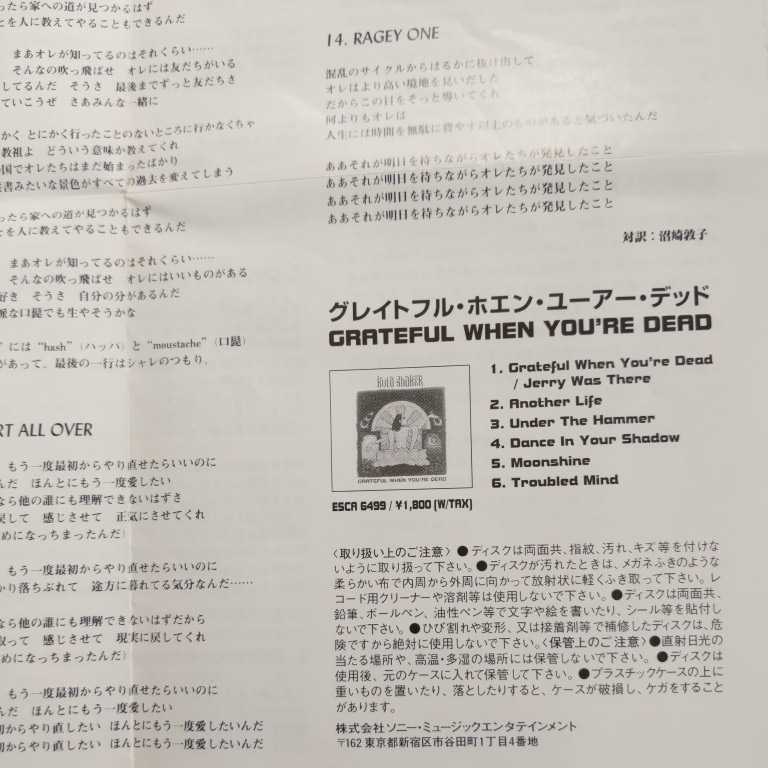 ったら家への道が見つかるはず
とを人に教えてやることもできるんだ
まあオレが知ってるのはそれくらい……
そんなの吹っ飛ばせ　オレには友だちがいる
してるんだ　そうさ　最後までずっと友だちさ
ていこうぜ　さあみんな一緒に
かく とにかく行ったことのないところに行かなくちゃ
教祖よ　どういう意味か教えてくれ
国でオレたちはまだ始まったばかり
書みたいな景色がすべての過去を変えてしまう
ったら家への道が見つかるはず
とを人に教えてやることもできるんだ
まあオレが知ってるのはそれくらい……
そんなの吹っ飛ばせ　オレにはいいものがある
好き　そうさ　自分の分があるんだ
派な口髭でも生やそうかな
" には "hash"（ハッパ）と "moustache"（口髭）
があって、最後の一行はシャレのつもり。
RT ALL OVER
もう一度最初からやり直せたらいいのに
んだ　ほんとにもう一度愛したい
なら他の誰にも理解できないはずさ
戻して　感じさせて　正気にさせてくれ
めになっちまったんだ）
もう一度最初からやり直せたらいいのに
かり落ちぶれて　途方に暮れてる気分なんだ……
なら他の誰にも理解できないはずだから
取って　感じさせて　現実に戻してくれ
めになっちまったんだ）
もう一度最初からやり直せたらいいのに
んだ　ほんとにもう一度愛したい
初からやり直したい　ほんとにもう一度愛したいんだ
初からやり直したい　ほんとにもう一度愛したいんだ
14. RAGEY ONE
混乱のサイクルからはるかに抜け出して
オレはより高い境地を見いだした
だからこの目をそっと導いてくれ
何よりもオレは
人生には時間を無駄に費やす以上のものがあると気づいたんだ
ああそれが明日を待ちながらオレたちが発見したこと
ああそれが明日を待ちながらオレたちが発見したこと
ああそれが明日を待ちながらオレたちが発見したこと
ああそれが明日を待ちながらオレたちが発見したこと
対訳：沼崎敦子
グレイトフル・ホエン・ユーアー・デッド
GRATEFUL WHEN YOU'RE DEAD
KULA SHAKER
GRATEFUL WHEN YOU'RE DEAD
ESCA 6499 / ¥1,800 (W/TAX)
1. Grateful When You're Dead
/ Jerry Was There
2. Another Life
3. Under The Hammer
4. Dance In Your Shadow
5. Moonshine
6. Troubled Mind
〈取り扱い上のご注意〉●ディスクは両面共、指紋、汚れ、キズ等を付けな
いように取り扱って下さい。●ディスクが汚れたときは、メガネふきのような
柔らかい布で内周から外周に向かって放射状に軽くふき取って下さい。レ
コード用クリーナーや溶剤等は使用しないで下さい。●ディスクは両面共、
鉛筆、ボールペン、油性ペン等で文字や絵を書いたり、シール等を貼付し
ないで下さい。●ひび割れや変形、又は接着剤等で補修したディスクは、危
険ですから絶対に使用しないで下さい。〈保管上のご注意〉●直射日光の
当たる場所や、高温・多湿の場所には保管しないで下さい。●ディスクは
使用後、元のケースに入れて保管して下さい。●プラスチックケースの上に
重いものを置いたり、落としたりすると、ケースが破損し、ケガをすること
があります。
株式会社ソニー・ミュージックエンタテインメント
〒162 東京都新宿区市谷田町1丁目4番地